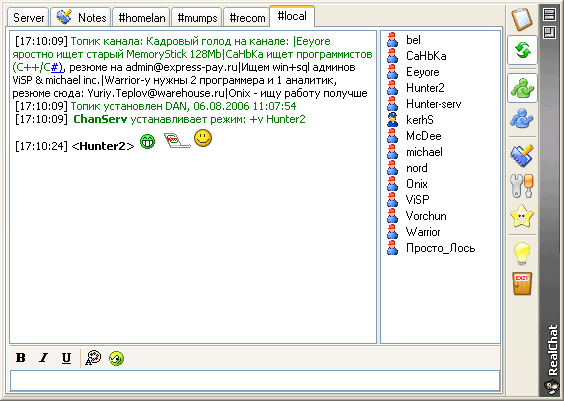 Server Notes #homelan #mumps #recom #local
[17:10:09] Топик канала: Кадровый голод на канале: |Eeyore
яростно ищет старый MemoryStick 128Mb|CaHbKa ищет программистов
(C++/C#)., резюме на admin@express-pay.ru|Ищем win+sql админов
ViSP & michael inc.|Warrior-у нужны 2 программера и 1 аналитик,
резюме сюда: Yuriy.Teplov@warehouse.ru|Onix - ищу работу получше
[17:10:09] Топик установлен DAN, 06.08.2006 11:07:54
[17:10:09] ChanServ устанавливает режим: +v Hunter2
[17:10:24] <Hunter2>
bel
CaHbKa
Eeyore
Hunter2
Hunter-serv
kerhS
McDee
michael
nord
Onix
ViSP
Vorchun
Warrior
Просто_Лось
B I U
EXIT
RealChat